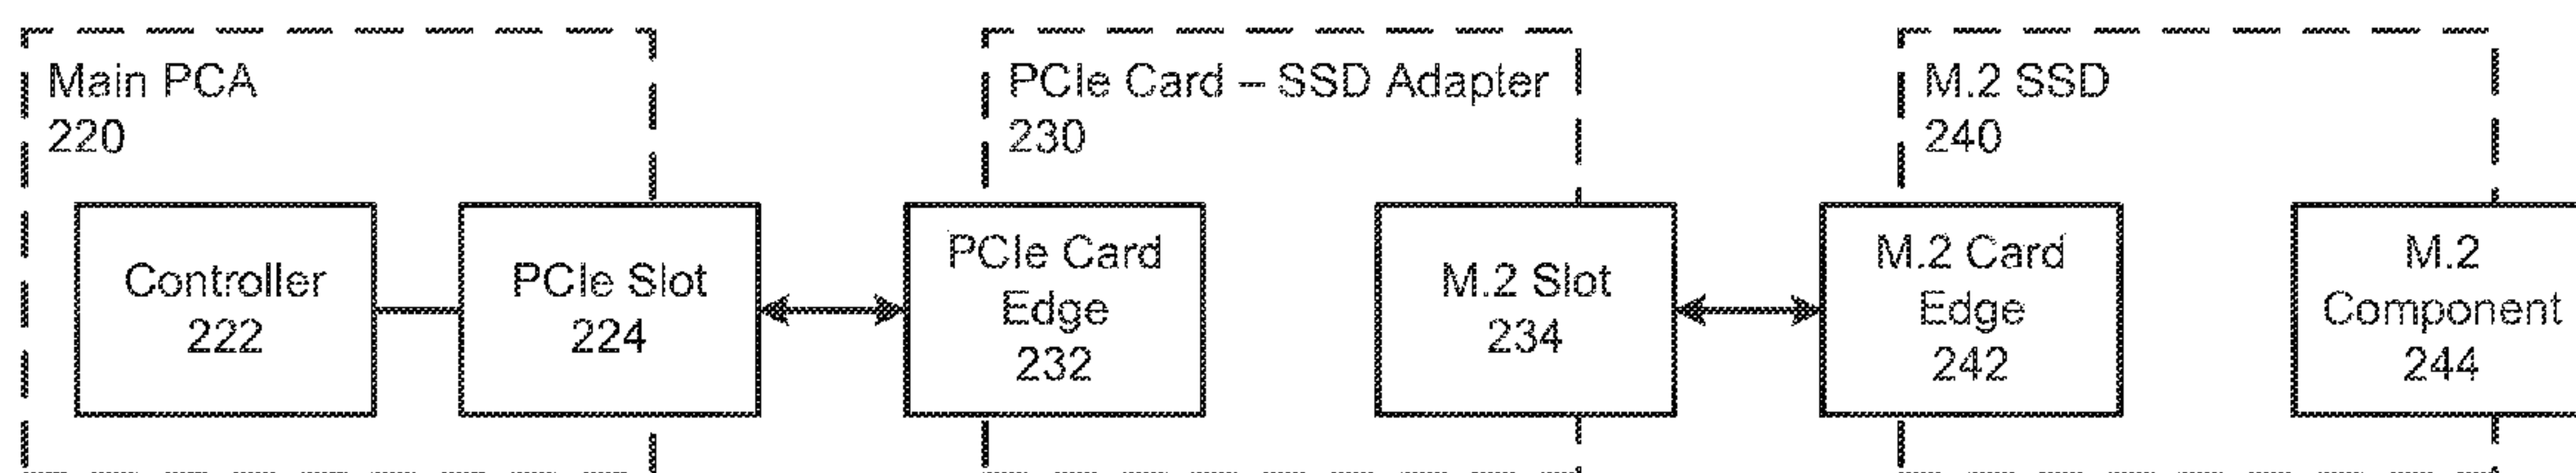 Main PCA
220
PCIe Card – SSD Adapter
230
M.2 SSD
240
Controller
222
PCIe Slot
224
PCIe Card
Edge
232
M.2 Slot
234
M.2 Card
Edge
242
M.2
Component
244